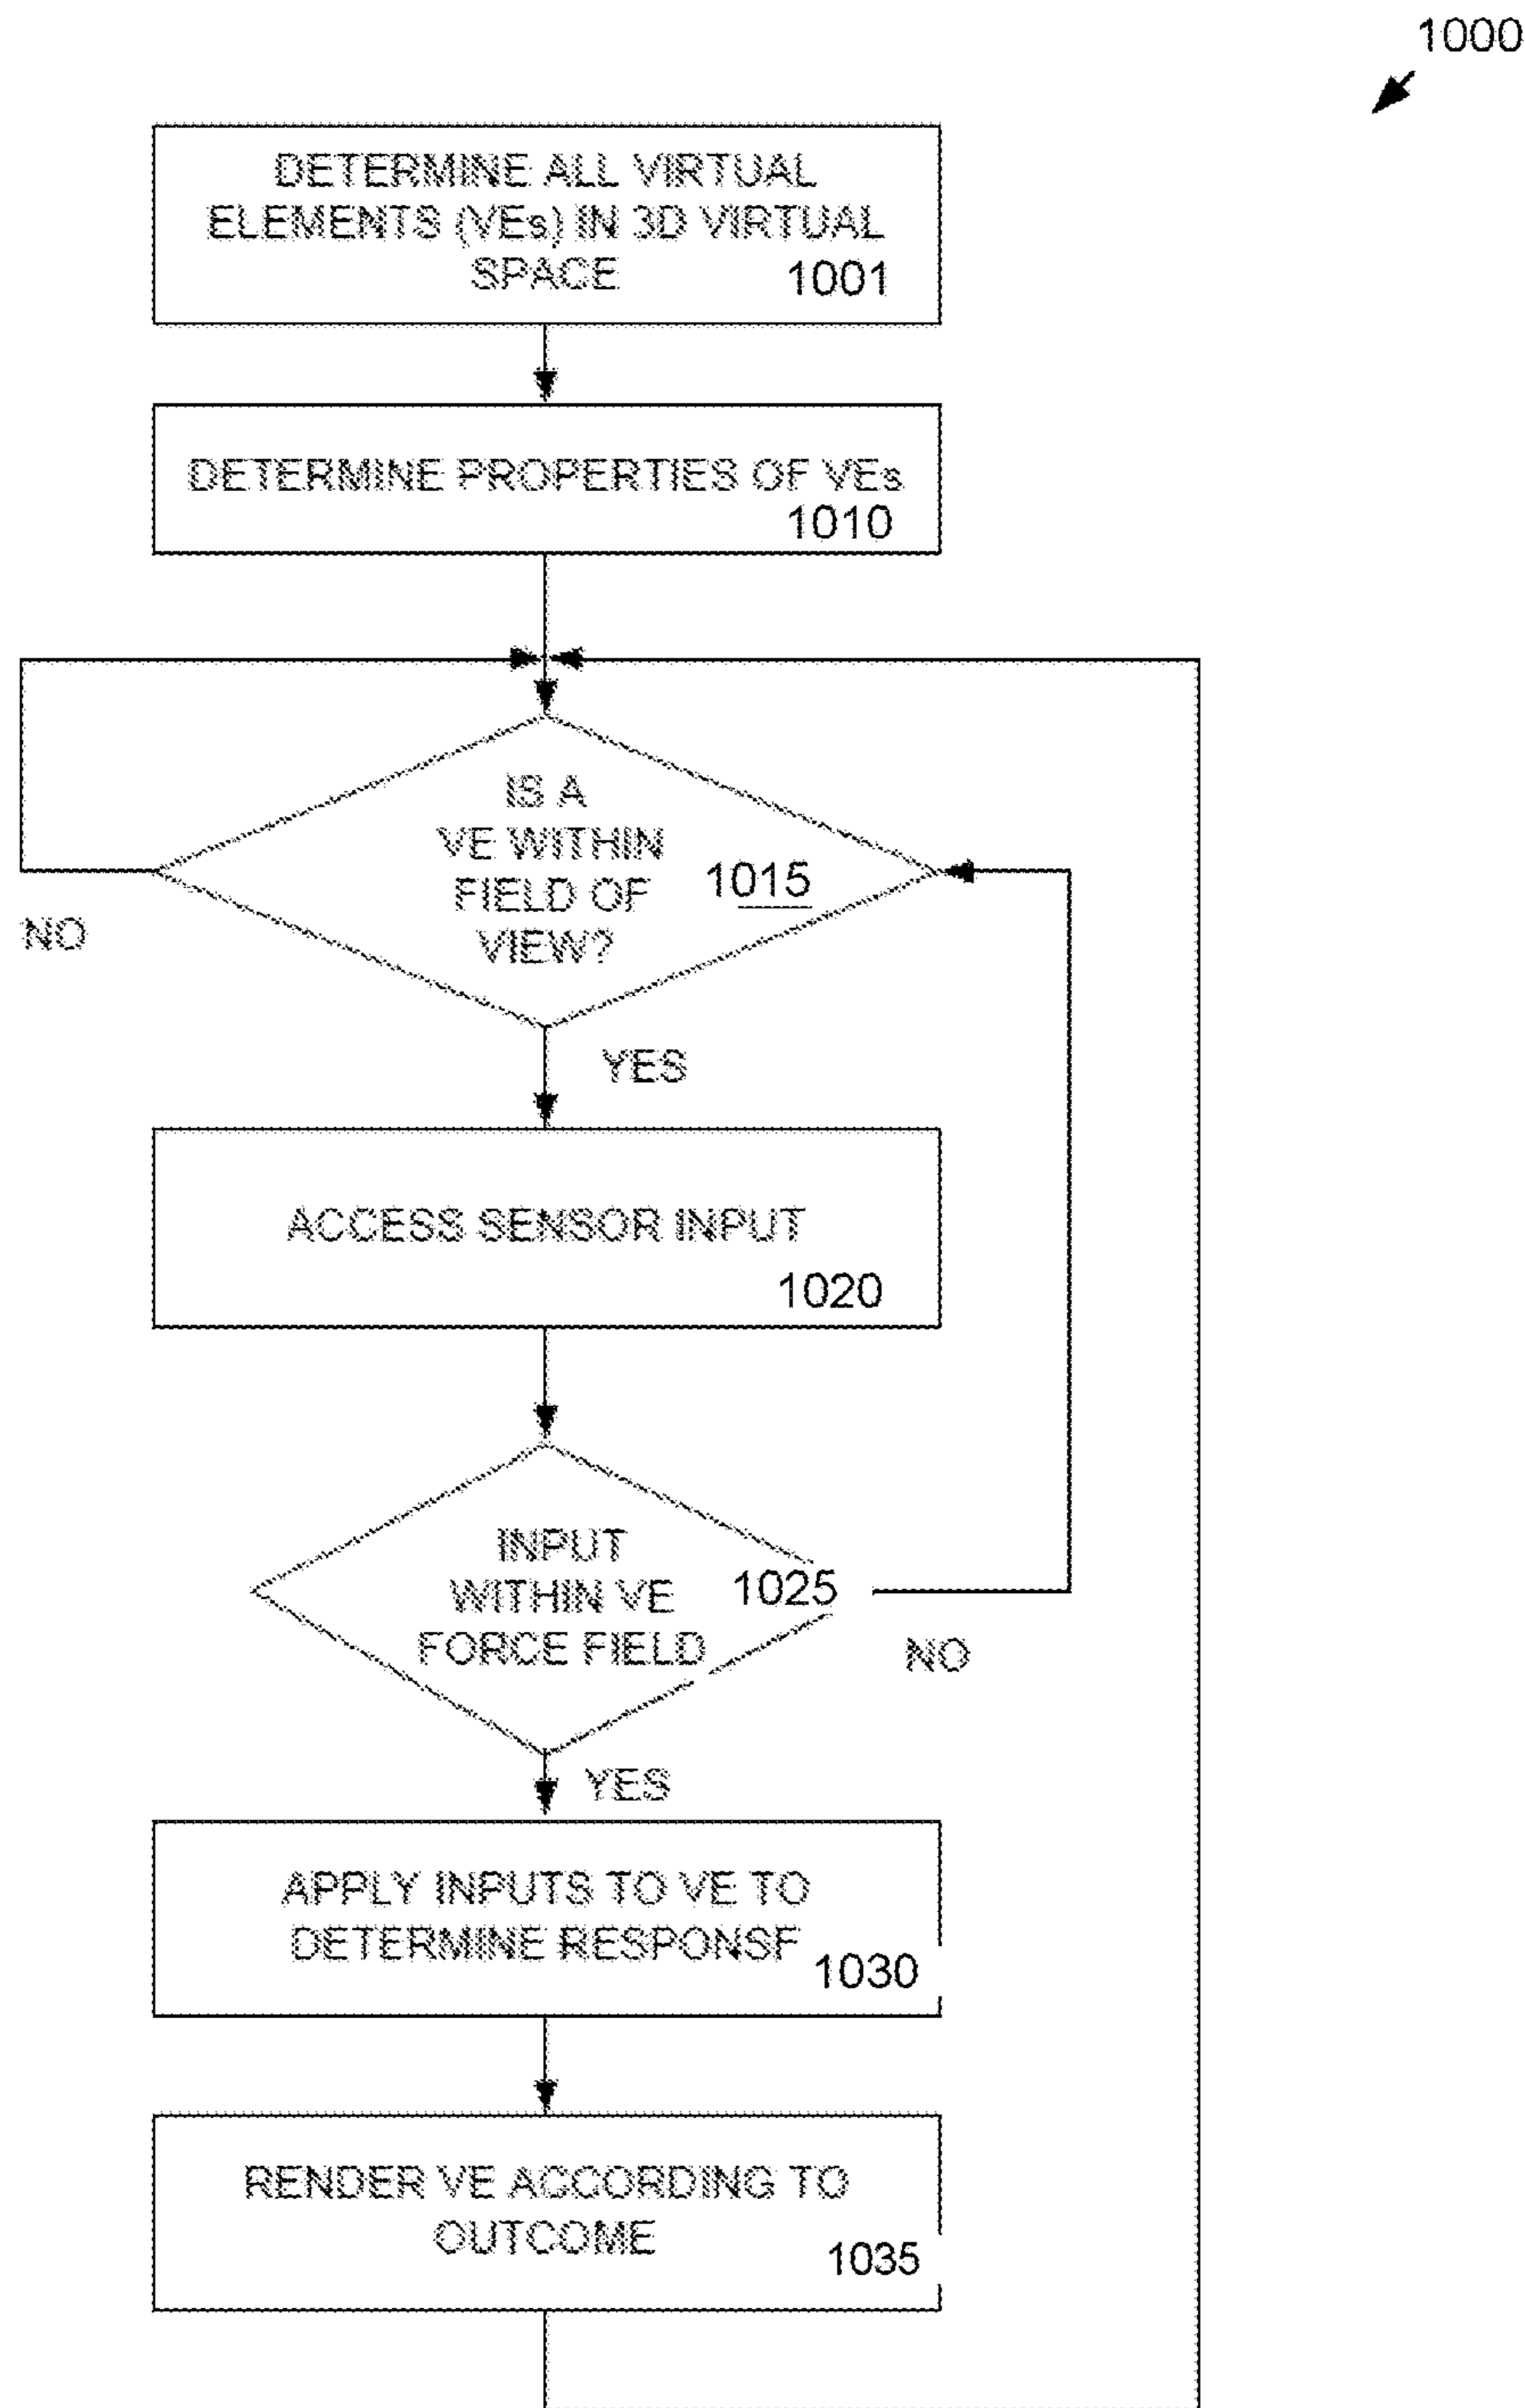 1000
DETERMINE ALL VIRTUAL
ELEMENTS (VEs) IN 3D VIRTUAL
SPACE
1001
DETERMINE PROPERTIES OF VEs
1010
IS A
VE WITHIN
FIELD OF
VIEW?
1015
NO
YES
ACCESS SENSOR INPUT
1020
INPUT
WITHIN VE
FORCE FIELD
1025
NO
YES
APPLY INPUTS TO VE TO
DETERMINE RESPONSE
1030
RENDER VE ACCORDING TO
OUTCOME
1035